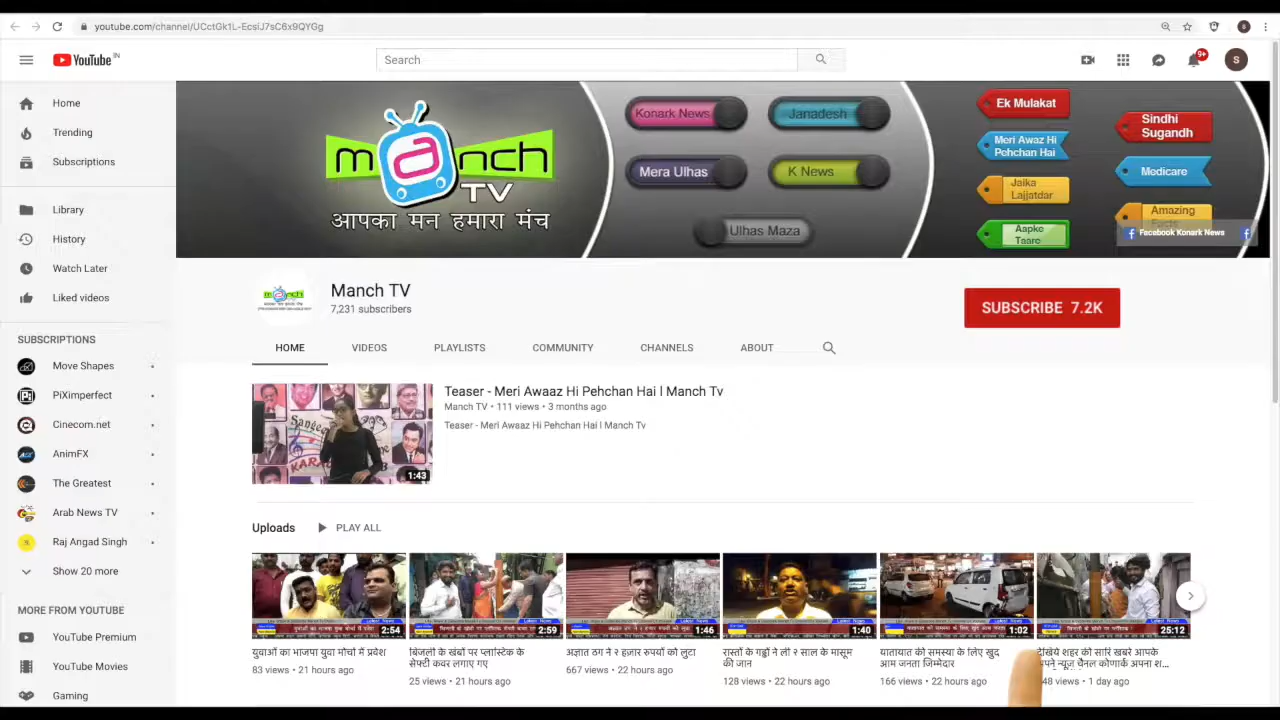 youtube.com/channel/UCctGk1L-EcsiJ7sC6x9QYGg
YouTube IN
Search
9+
S
Home
Trending
Subscriptions
Library
History
Watch Later
Liked videos
SUBSCRIPTIONS
Move Shapes
PiXimperfect
Cinecom.net
AnimFX
The Greatest
Arab News TV
Raj Angad Singh
Show 20 more
MORE FROM YOUTUBE
YouTube Premium
YouTube Movies
Gaming
manch
TV
आपका मन हमारा मंच
Konark News
Janadesh
Mera Ulhas
K News
Ulhas Maza
Ek Mulakat
Meri Awaz Hi
Pehchan Hai
Jaika
Lajjatdar
Aapke
Taare
Sindhi
Sugandh
Medicare
Amazing
Facebook Konark News
Manch TV
7,231 subscribers
SUBSCRIBE 7.2K
HOME
VIDEOS
PLAYLISTS
COMMUNITY
CHANNELS
ABOUT
1:43
Teaser - Meri Awaaz Hi Pehchan Hai l Manch Tv
Manch TV • 111 views • 3 months ago
Teaser - Meri Awaaz Hi Pehchan Hai l Manch Tv
Uploads
PLAY ALL
2:54
युवाओं का भाजपा युवा मोर्चा में प्रवेश
83 views • 21 hours ago
2:59
बिजली के खंबों पर प्लास्टिक के
सेफ्टी कवर लगाए गए
25 views • 21 hours ago
1:46
अज्ञात ठग ने २ हज़ार रुपयों को लुटा
667 views • 22 hours ago
1:40
रास्तों के गड्ढों ने ली २ साल के मासूम
की जान
128 views • 22 hours ago
1:02
यातायात की समस्या के लिए खुद
आम जनता जिम्मेदार
166 views • 22 hours ago
25:12
देखिये शहर की सारी खबरे आपके
अपने न्यूज़ चैनल कोणार्क अपना श...
48 views • 1 day ago